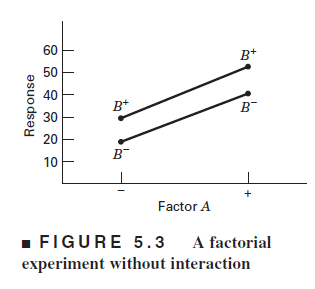 60
50
40
30
20
10
Response
B+
B−
B+
B−
−
+
Factor A
■ FIGURE 5.3 A factorial
experiment without interaction